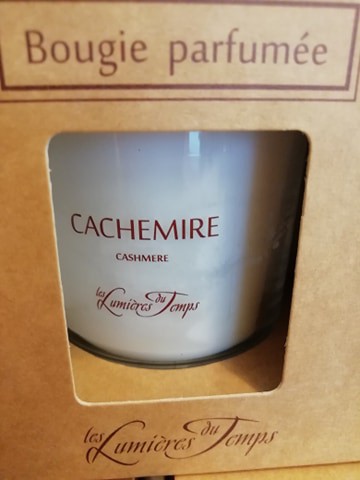 Bougie parfumée
CACHEMIRE
CASHMERE
les Lumières du Temps
les Lumières du Temps